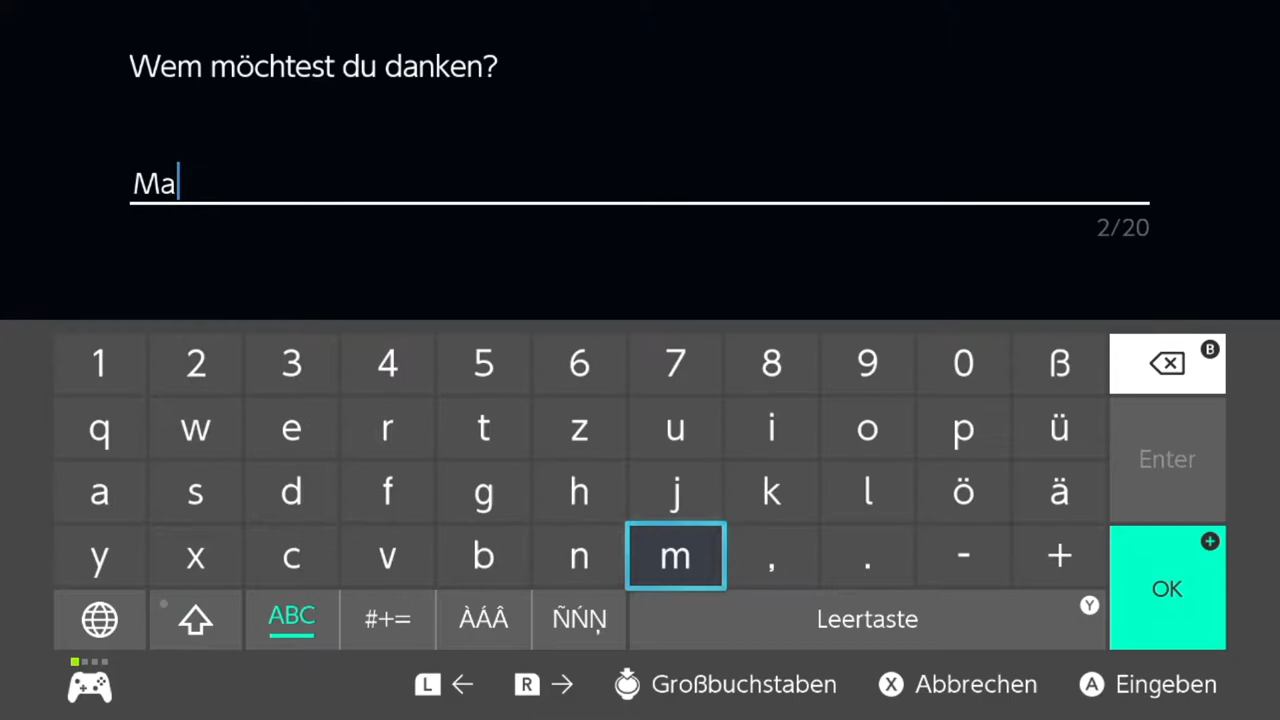 Wem möchtest du danken?
Ma
2/20
1 2 3 4 5 6 7 8 9 0 ß B
q w e r t z u i o p ü
Enter
a s d f g h j k l ö ä
y x c v b n m , . - +
OK +
ABC #+= ÀÁÂ ÑŃŅ Leertaste Y
L ← R → Großbuchstaben X Abbrechen A Eingeben